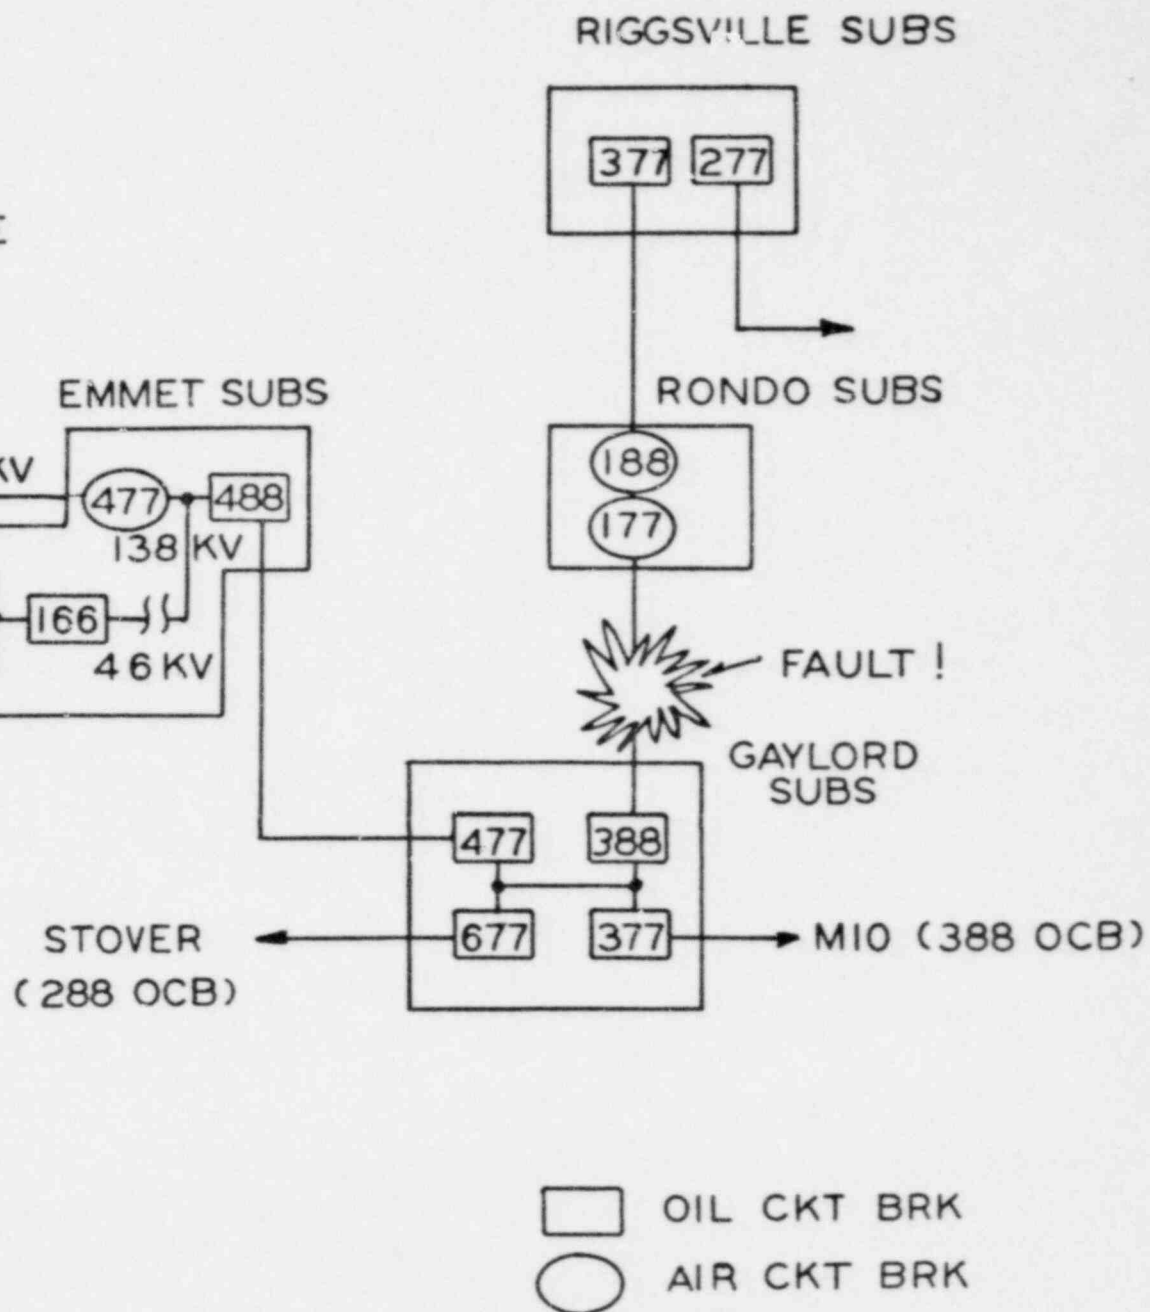 RIGGSVILLE SUBS
377 277
EMMET SUBS
RONDO SUBS
KV
477 488
138 KV
166
46 KV
188
177
FAULT !
GAYLORD
SUBS
477 388
677 377
STOVER
(288 OCB)
MIO (388 OCB)
OIL CKT BRK
AIR CKT BRK